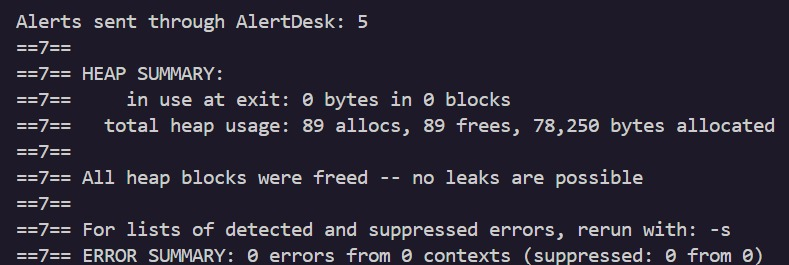 Alerts sent through AlertDesk: 5
==7==
==7== HEAP SUMMARY:
==7==     in use at exit: 0 bytes in 0 blocks
==7==   total heap usage: 89 allocs, 89 frees, 78,250 bytes allocated
==7==
==7== All heap blocks were freed -- no leaks are possible
==7==
==7== For lists of detected and suppressed errors, rerun with: -s
==7== ERROR SUMMARY: 0 errors from 0 contexts (suppressed: 0 from 0)